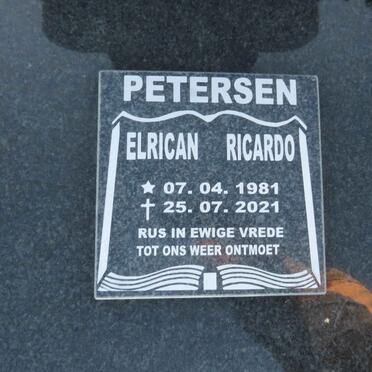 PETERSEN
ELRICAN RICARDO
★ 07. 04. 1981
✝ 25. 07. 2021
RUS IN EWIGE VREDE
TOT ONS WEER ONTMOET